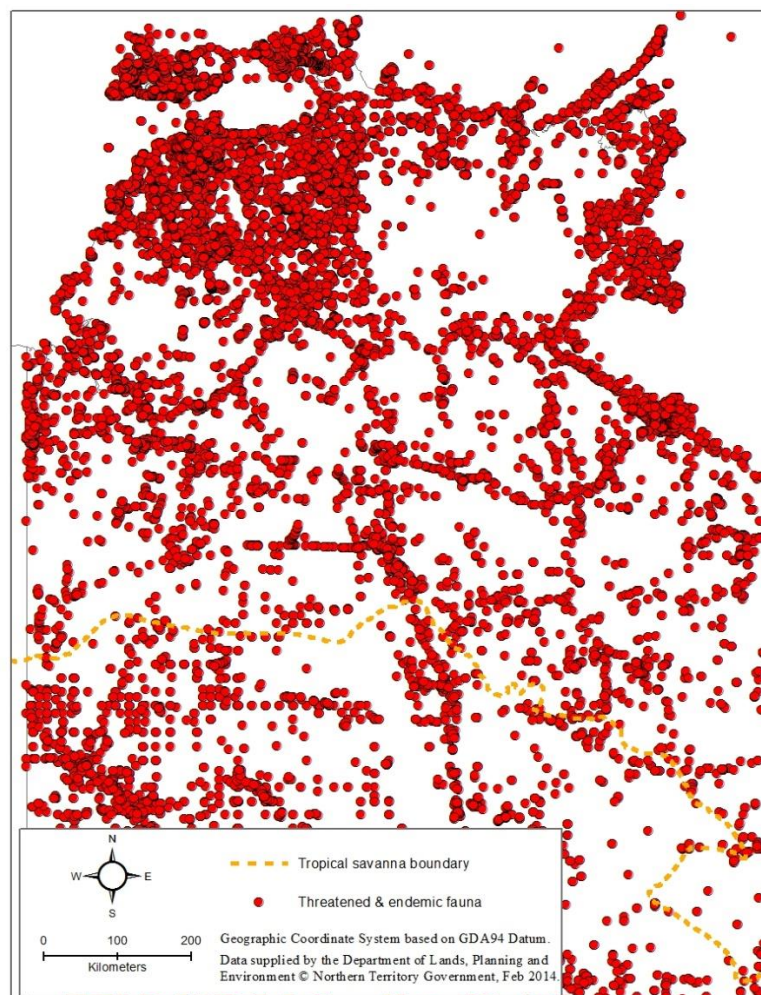 N
W E
S
0 100 200
Kilometers
Tropical savanna boundary
Threatened & endemic fauna
Geographic Coordinate System based on GDA94 Datum.
Data supplied by the Department of Lands, Planning and
Environment © Northern Territory Government, Feb 2014.